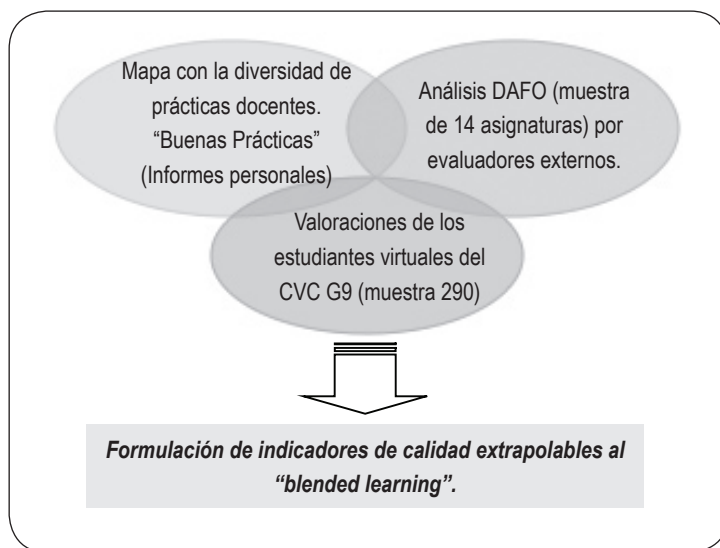 Mapa con la diversidad de
prácticas docentes.
“Buenas Prácticas”
(Informes personales)
Análisis DAFO (muestra
de 14 asignaturas) por
evaluadores externos.
Valoraciones de los
estudiantes virtuales del
CVC G9 (muestra 290)
Formulación de indicadores de calidad extrapolables al
“blended learning”.